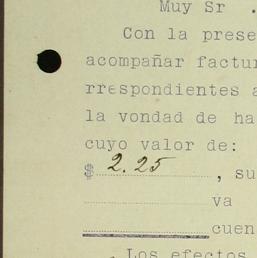 Muy Sr .
Con la prese
acompañar factur
rrespondientes a
la vondad de ha
cuyo valor de:
$ 2.25 , su
va
cuen
. Los efectos